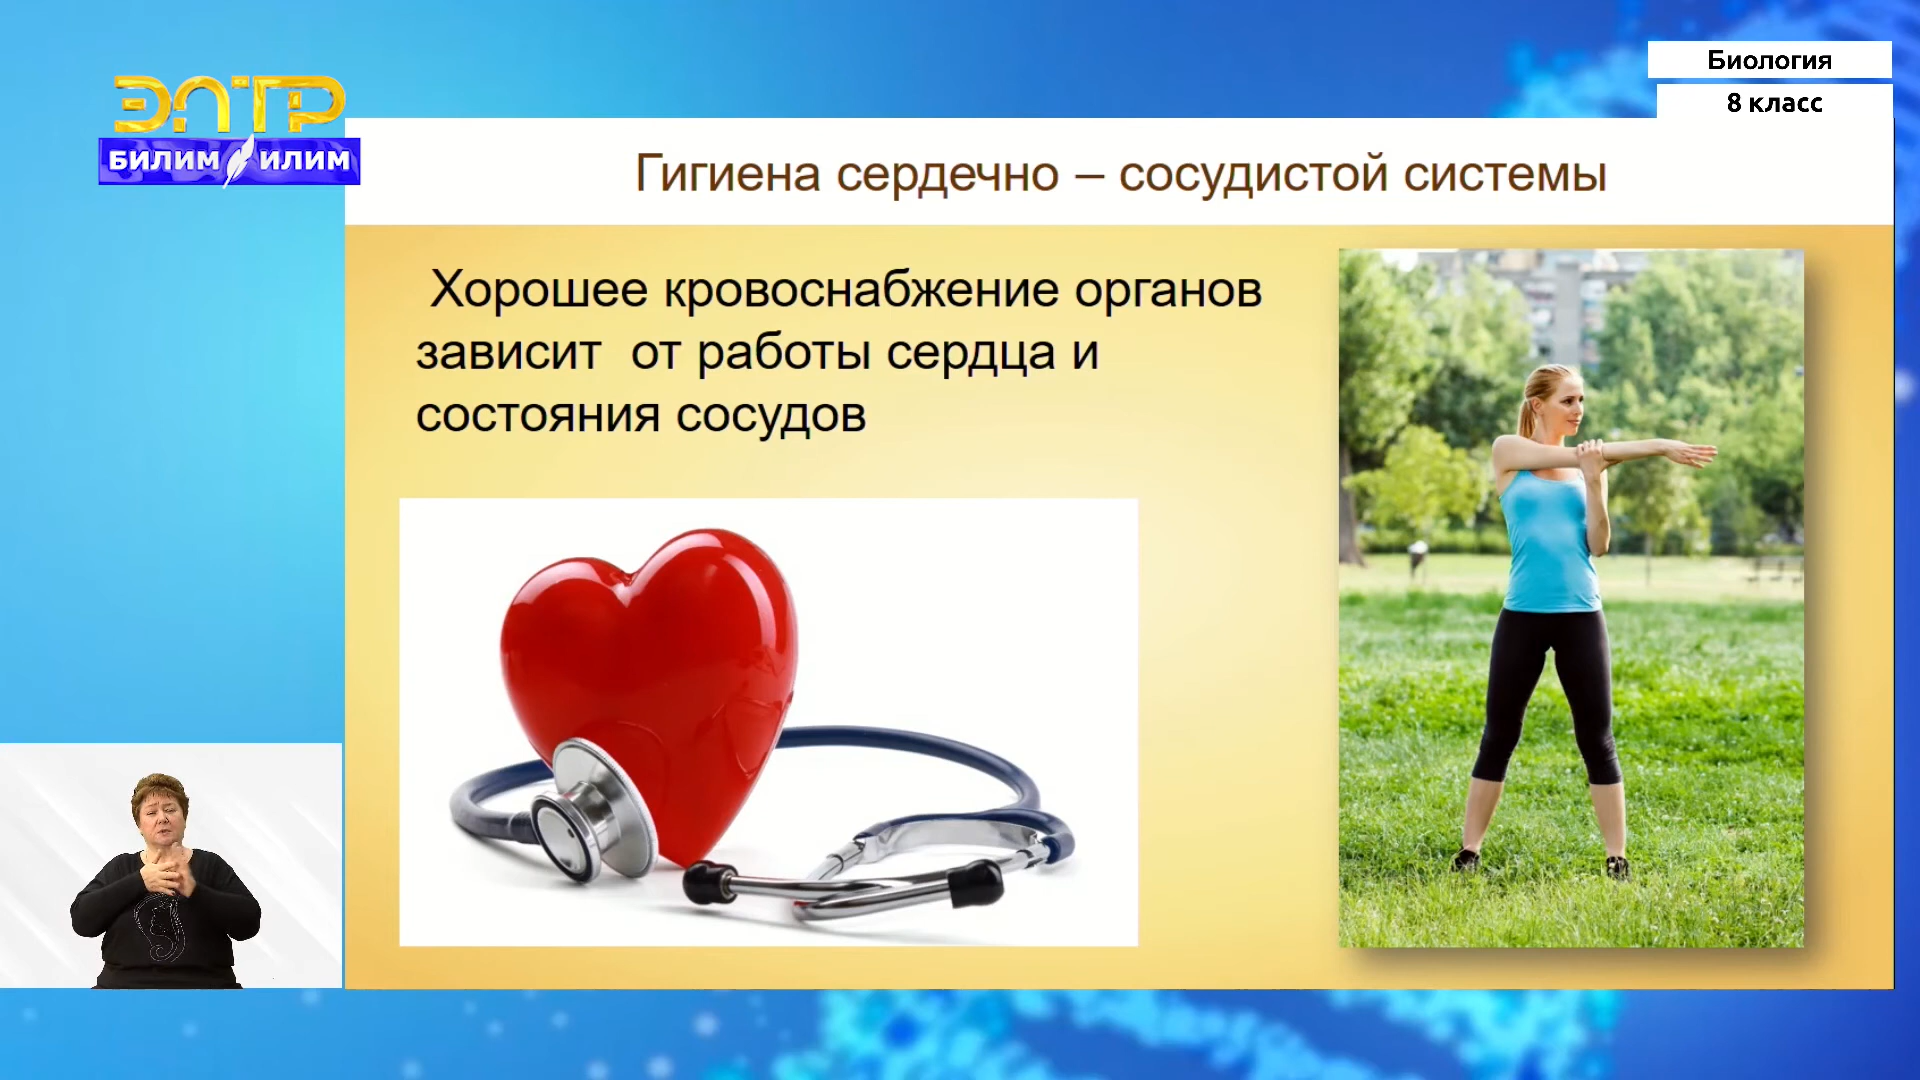 Биология
8 класс
ЭЛТР
БИЛИМ ИЛИМ
Гигиена сердечно – сосудистой системы
Хорошее кровоснабжение органов
зависит от работы сердца и
состояния сосудов